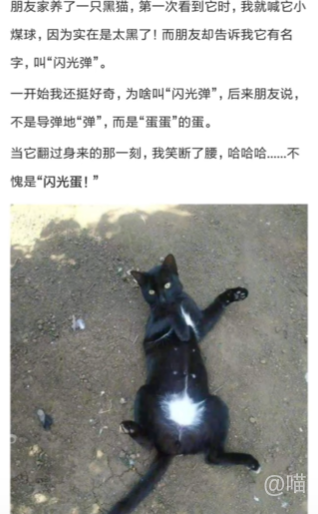 朋友家养了一只黑猫，第一次看到它时，我就喊它小
煤球，因为实在是太黑了！而朋友却告诉我它有名
字，叫“闪光弹”。
一开始我还挺好奇，为啥叫“闪光弹”，后来朋友说，
不是导弹地“弹”，而是“蛋蛋”的蛋。
当它翻过身来的那一刻，我笑断了腰，哈哈哈......不
愧是“闪光蛋！”
@喵